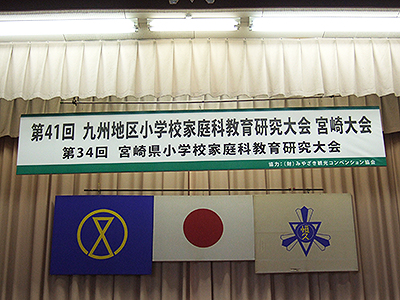 第41回 九州地区小学校家庭科教育研究大会 宮崎大会
第34回 宮崎県小学校家庭科教育研究大会
協力:(財)みやざき観光コンベンション協会
恒久